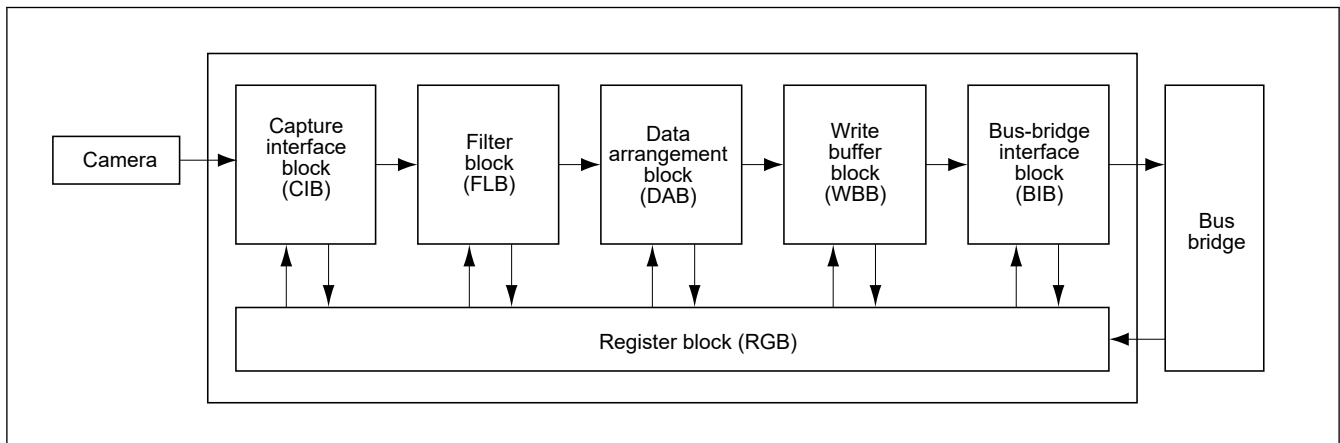 Camera
Capture
interface
block
(CIB)
Filter
block
(FLB)
Data
arrangement
block
(DAB)
Write
buffer
block
(WBB)
Bus-bridge
interface
block
(BIB)
Bus
bridge
Register block (RGB)